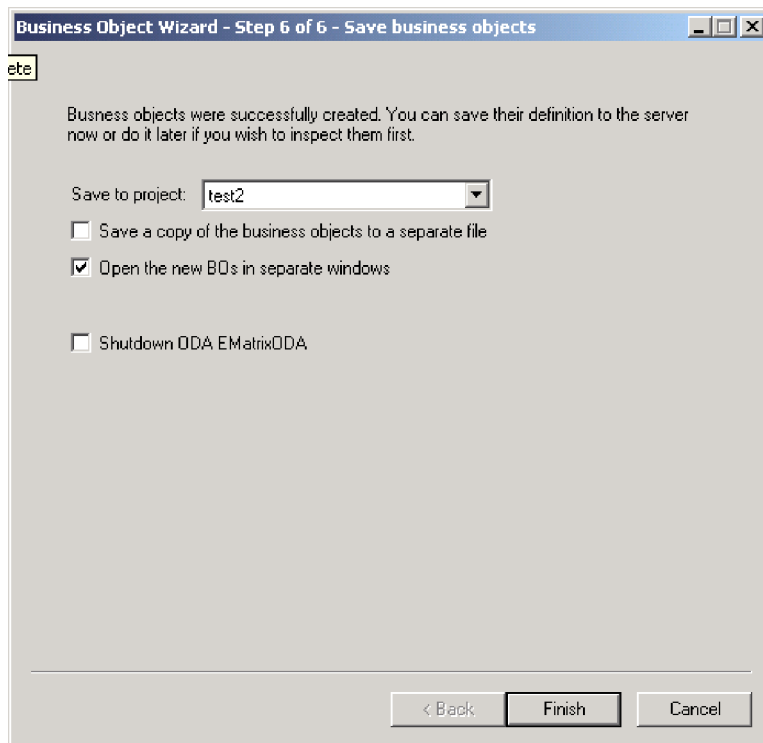 Business Object Wizard - Step 6 of 6 - Save business objects
ete
Busness objects were successfully created. You can save their definition to the server
now or do it later if you wish to inspect them first.
Save to project: test2
Save a copy of the business objects to a separate file
Open the new BOs in separate windows
Shutdown ODA EMatrixODA
< Back Finish Cancel